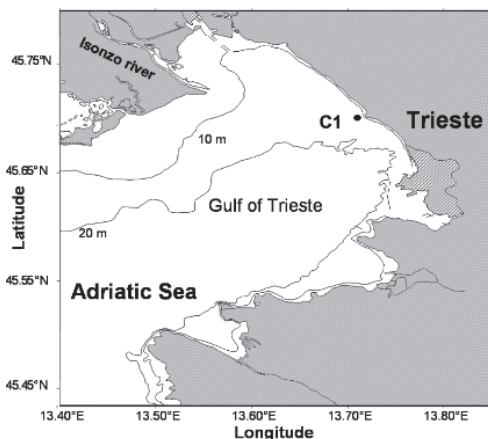 45.75°N
Isonzo river
10 m
C1
Trieste
45.65°N
Latitude
Gulf of Trieste
20 m
45.55°N
Adriatic Sea
45.45°N
13.40°E 13.50°E 13.60°E 13.70°E 13.80°E
Longitude